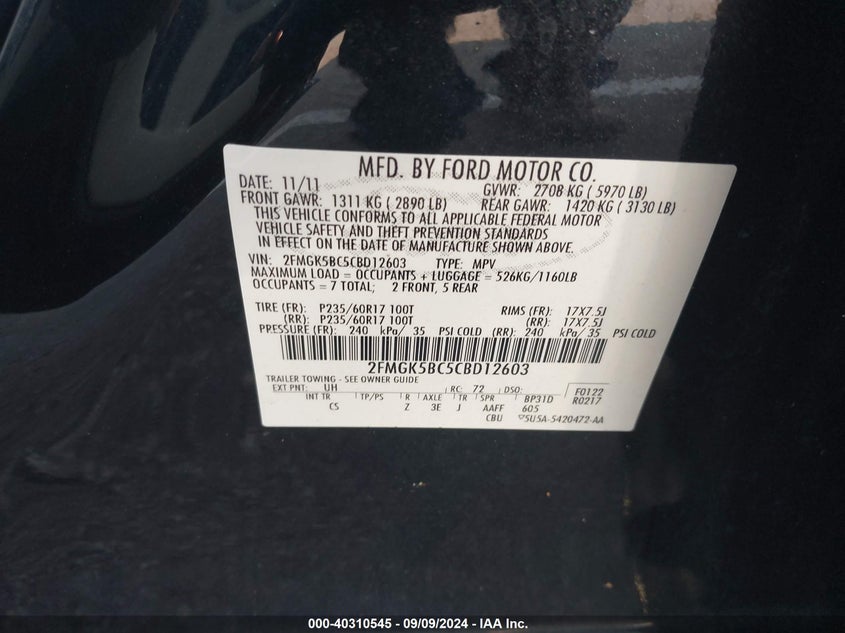 MFD. BY FORD MOTOR CO.
DATE: 11/11 GVWR: 2708 KG ( 5970 LB)
FRONT GAWR: 1311 KG ( 2890 LB) REAR GAWR: 1420 KG ( 3130 LB)
THIS VEHICLE CONFORMS TO ALL APPLICABLE FEDERAL MOTOR
VEHICLE SAFETY AND THEFT PREVENTION STANDARDS
IN EFFECT ON THE DATE OF MANUFACTURE SHOWN ABOVE.
VIN: 2FMGK5BC5CBD12603 TYPE: MPV
MAXIMUM LOAD = OCCUPANTS + LUGGAGE = 526KG/1160LB
OCCUPANTS = 7 TOTAL; 2 FRONT, 5 REAR
TIRE (FR): P235/60R17 100T RIMS (FR): 17X7.5J
(RR): P235/60R17 100T (RR): 17X7.5J
PRESSURE (FR): 240 kPa/ 35 PSI COLD (RR): 240 kPa/ 35 PSI COLD
2FMGK5BC5CBD12603
TRAILER TOWING - SEE OWNER GUIDE
EXT PNT: UH RC: 72 DSO: F0122
INT TR TP/PS R AXLE TR SPR BP31D R0217
CS Z 3E J AAFF 605
CBU 5U5A-5420472-AA
000-40310545 - 09/09/2024 - IAA Inc.